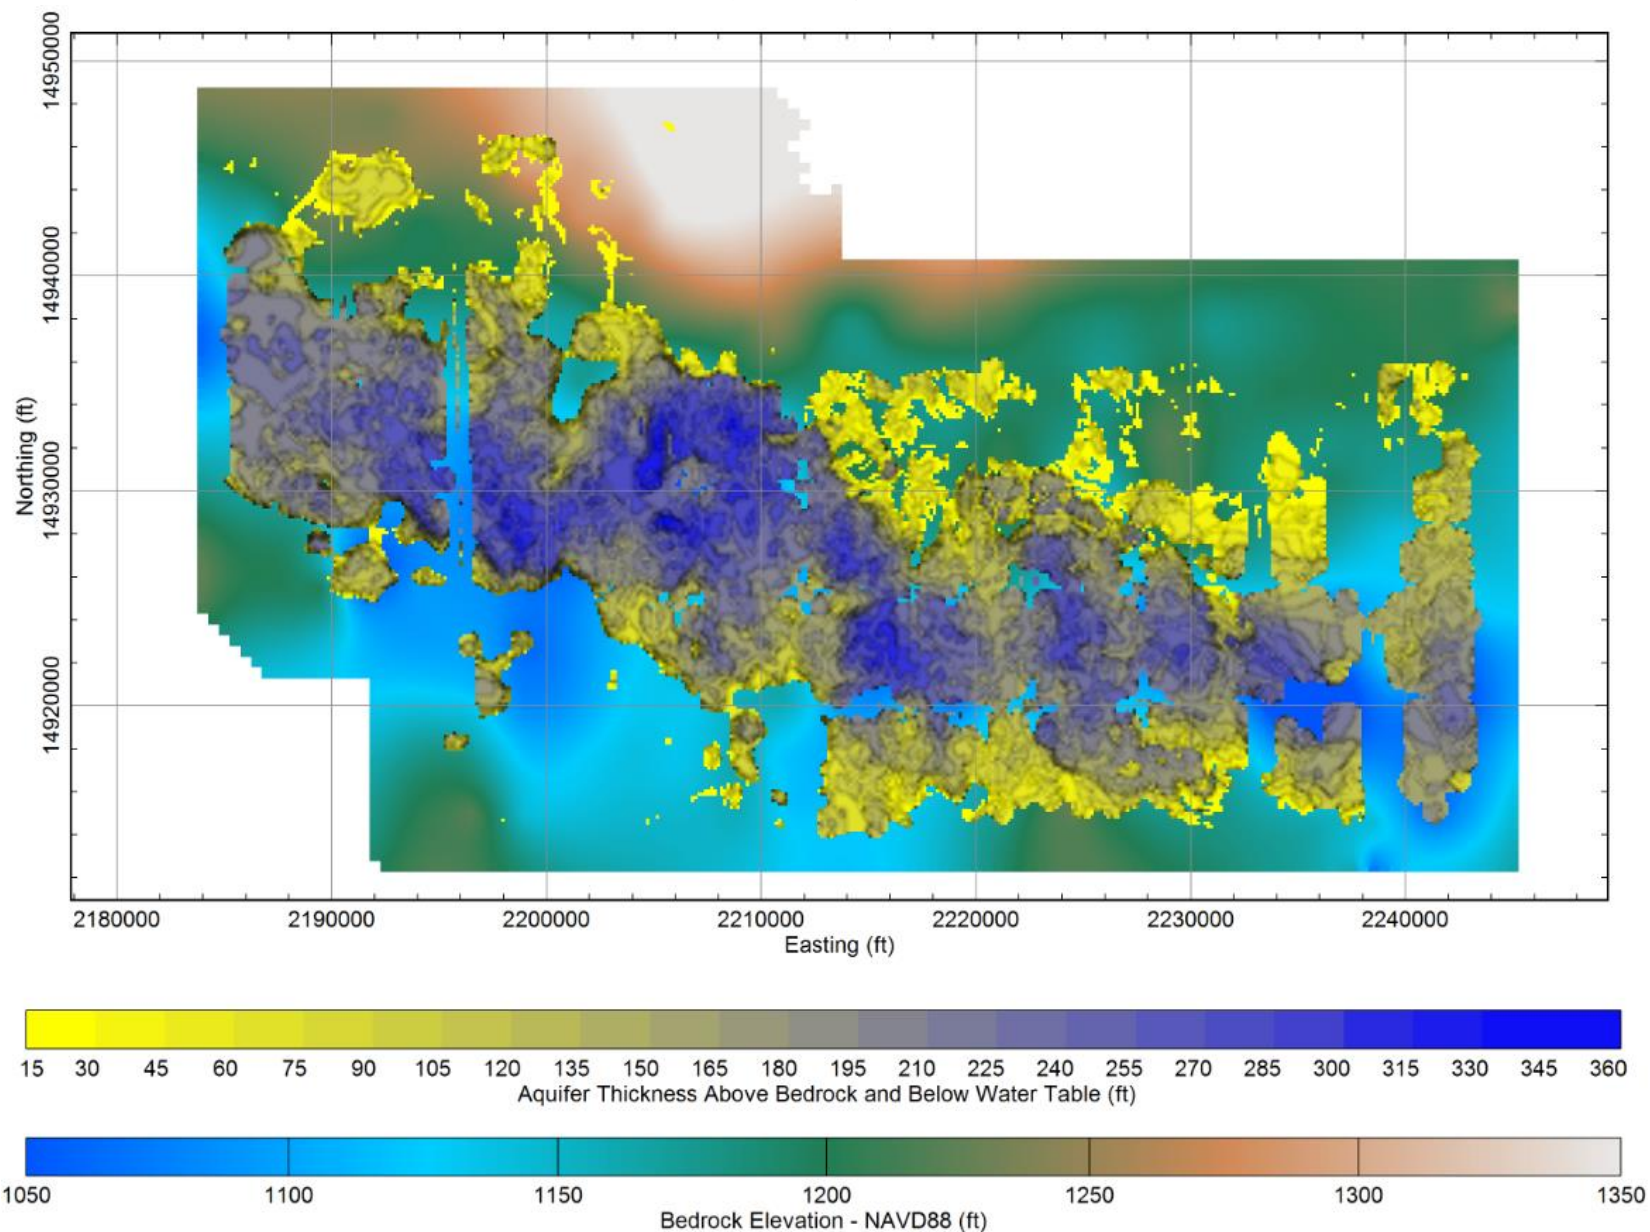 14950000
14940000
14930000
14920000
Northing (ft)
2180000 2190000 2200000 2210000 2220000 2230000 2240000
Easting (ft)
15 30 45 60 75 90 105 120 135 150 165 180 195 210 225 240 255 270 285 300 315 330 345 360
Aquifer Thickness Above Bedrock and Below Water Table (ft)
1050 1100 1150 1200 1250 1300 1350
Bedrock Elevation - NAVD88 (ft)